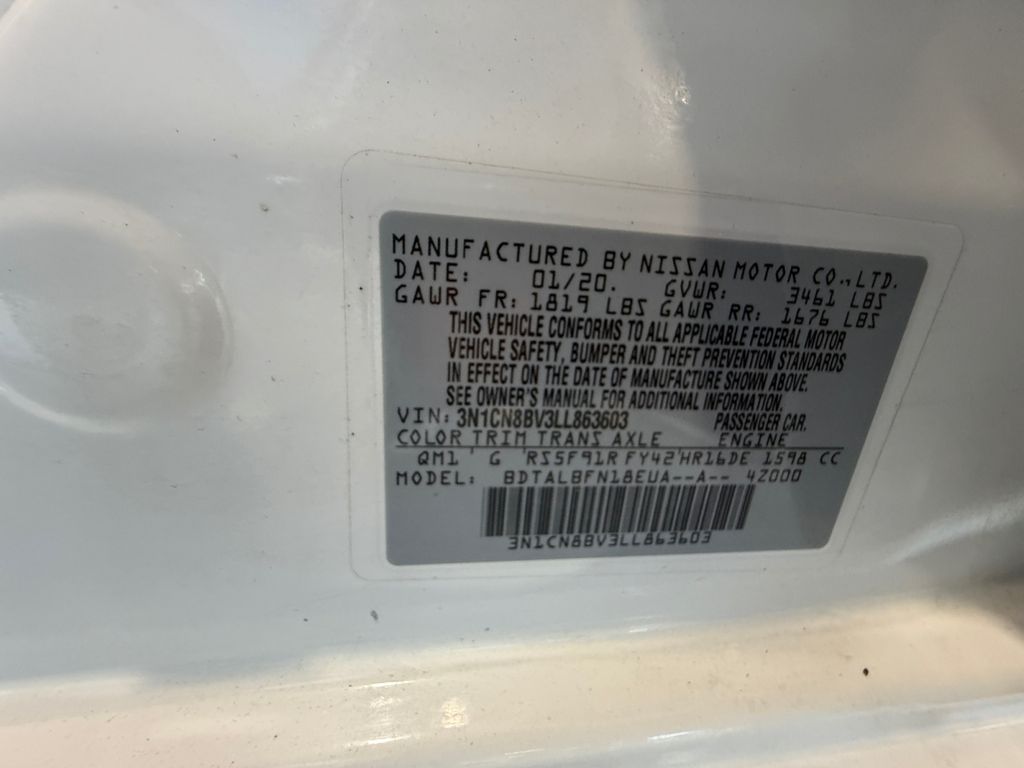 MANUFACTURED BY NISSAN MOTOR CO., LTD.
DATE: 01/20. GVWR: 3461 LBS
GAWR FR: 1819 LBS GAWR RR: 1676 LBS
THIS VEHICLE CONFORMS TO ALL APPLICABLE FEDERAL MOTOR
VEHICLE SAFETY, BUMPER AND THEFT PREVENTION STANDARDS
IN EFFECT ON THE DATE OF MANUFACTURE SHOWN ABOVE.
SEE OWNER'S MANUAL FOR ADDITIONAL INFORMATION.
VIN: 3N1CN8BV3LL863603 PASSENGER CAR.
COLOR TRIM TRANS AXLE ENGINE
QM1 ' G 'RS5F91R FY42'HR16DE 1598 CC
MODEL: BDTALBFN18EUA--A-- 4Z000
3N1CN8BV3LL863603